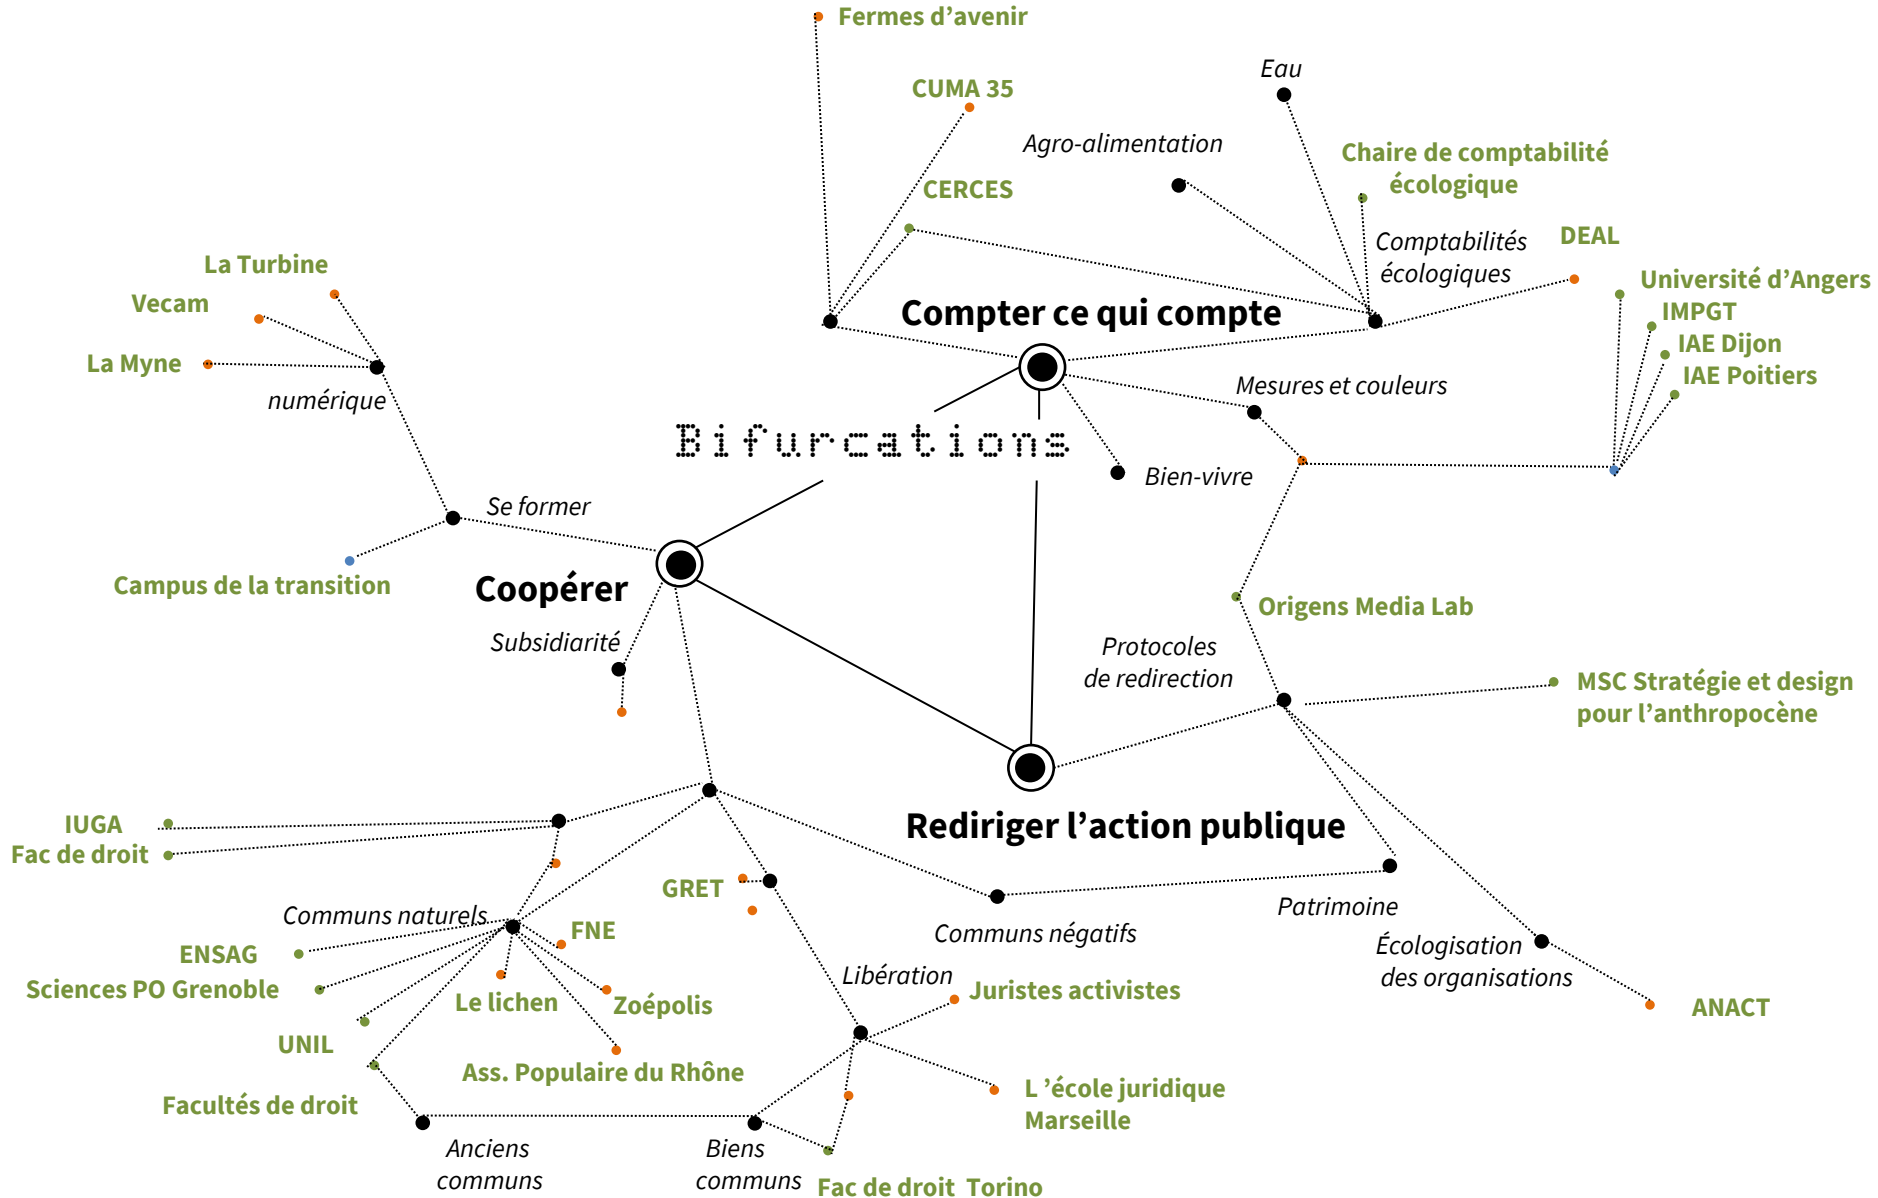 Fermes d’avenir
Eau
CUMA 35
Agro-alimentation
Chaire de comptabilité
écologique
CERCES
Comptabilités
écologiques
DEAL
La Turbine
Université d’Angers
Vecam
IMPGT
Compter ce qui compte
IAE Dijon
La Myne
IAE Poitiers
Mesures et couleurs
numérique
Bifurcations
Bien-vivre
Se former
Campus de la transition
Coopérer
Origens Media Lab
Subsidiarité
Protocoles
de redirection
MSC Stratégie et design
pour l’anthropocène
IUGA
Rediriger l’action publique
Fac de droit
GRET
Communs naturels
Patrimoine
FNE
Communs négatifs
Écologisation
des organisations
ENSAG
Libération
Sciences PO Grenoble
Juristes activistes
Le lichen
Zoépolis
ANACT
UNIL
Ass. Populaire du Rhône
L ’école juridique
Marseille
Facultés de droit
Anciens
communs
Biens
communs
Fac de droit Torino